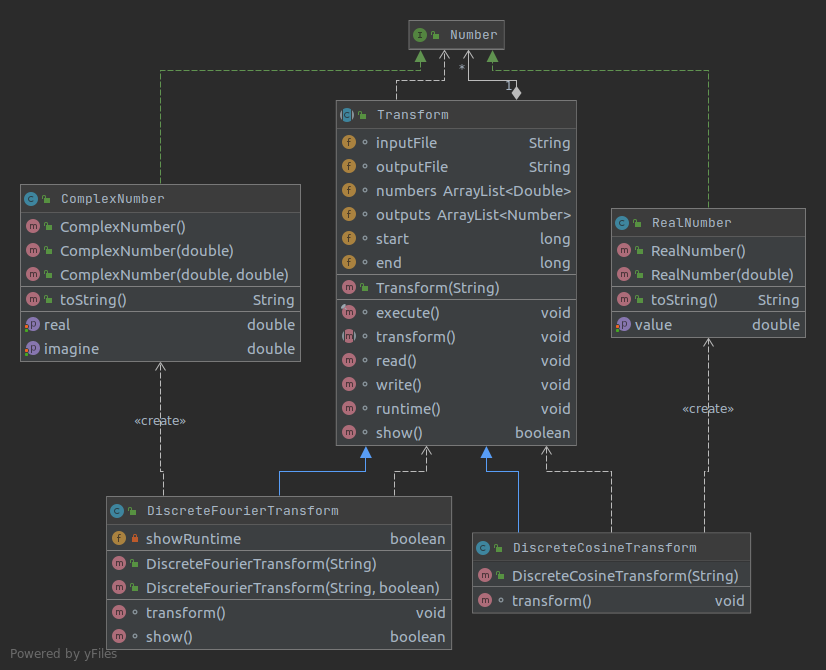 Number
*
1
Transform
inputFile String
outputFile String
numbers ArrayList<Double>
outputs ArrayList<Number>
start long
end long
Transform(String)
execute() void
transform() void
read() void
write() void
runtime() void
show() boolean
ComplexNumber
ComplexNumber()
ComplexNumber(double)
ComplexNumber(double, double)
toString() String
real double
imagine double
RealNumber
RealNumber()
RealNumber(double)
toString() String
value double
«create»
«create»
DiscreteFourierTransform
showRuntime boolean
DiscreteFourierTransform(String)
DiscreteFourierTransform(String, boolean)
transform() void
show() boolean
DiscreteCosineTransform
DiscreteCosineTransform(String)
transform() void
Powered by yFiles